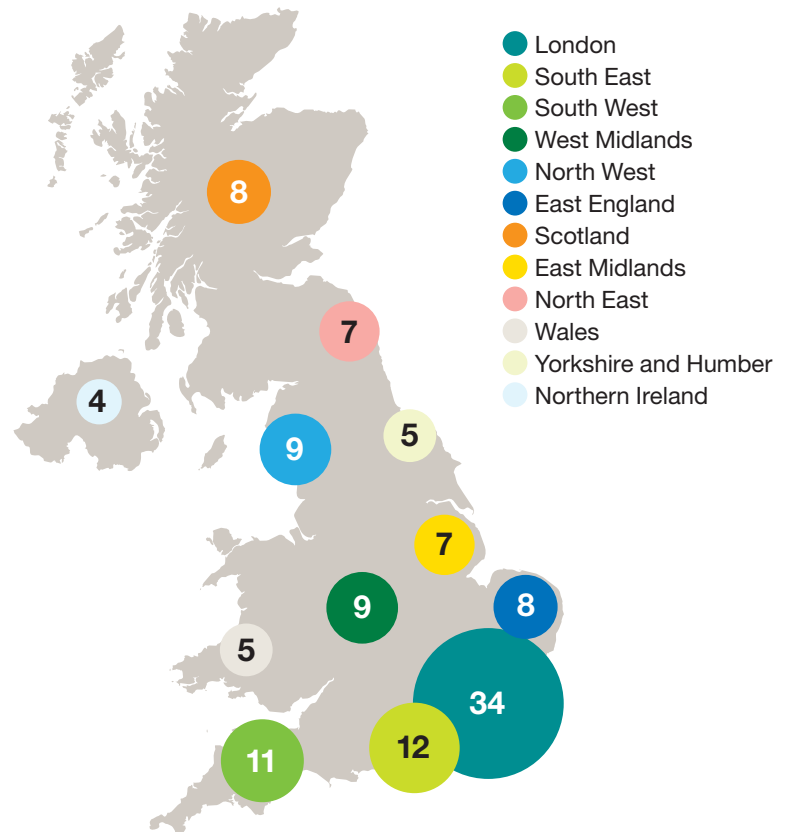 London
South East
South West
West Midlands
North West
East England
Scotland
East Midlands
North East
Wales
Yorkshire and Humber
Northern Ireland
8
7
4
5
9
7
9
8
5
34
12
11